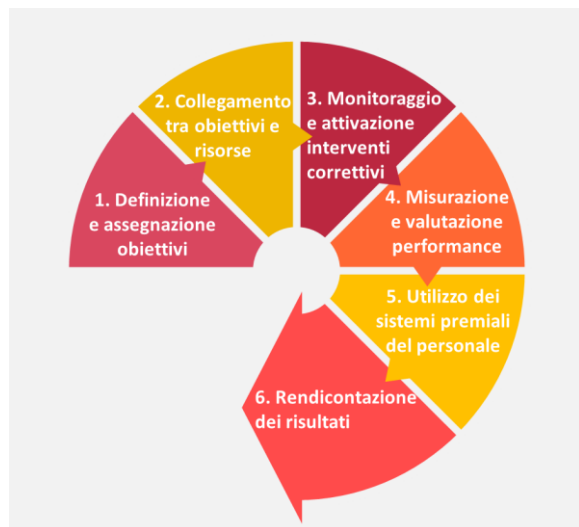 1. Definizione
e assegnazione
obiettivi
2. Collegamento
tra obiettivi e
risorse
3. Monitoraggio
e attivazione
interventi
correttivi
4. Misurazione
e valutazione
performance
5. Utilizzo dei
sistemi premiali
del personale
6. Rendicontazione
dei risultati